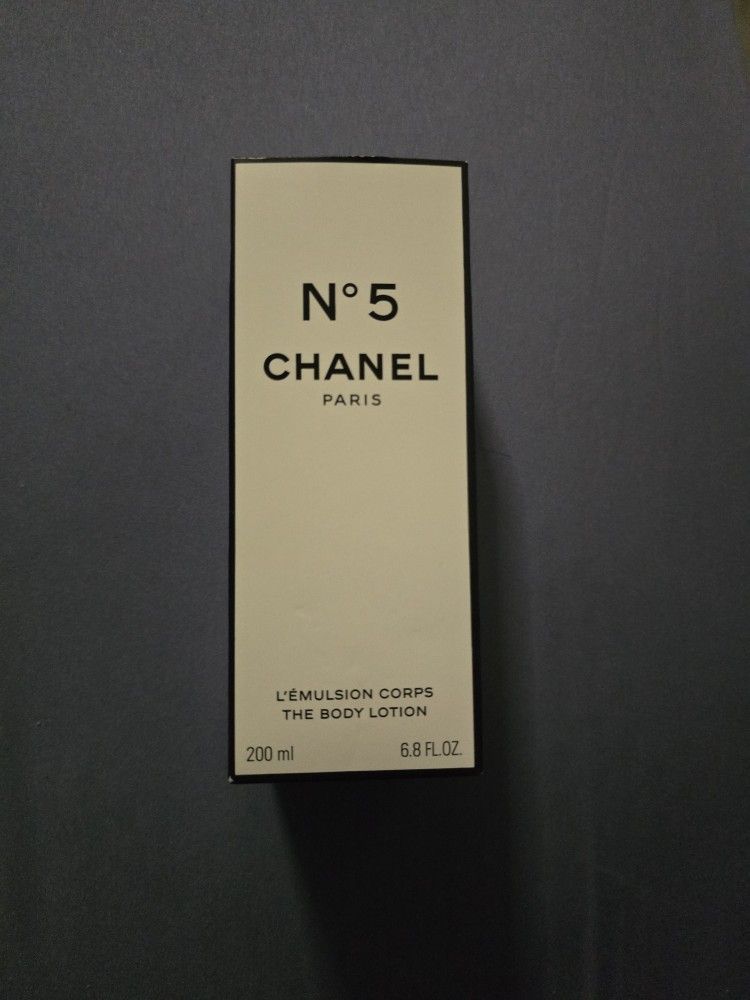 N°5
CHANEL
PARIS
L'ÉMULSION CORPS
THE BODY LOTION
200 ml 6.8 FL.OZ.